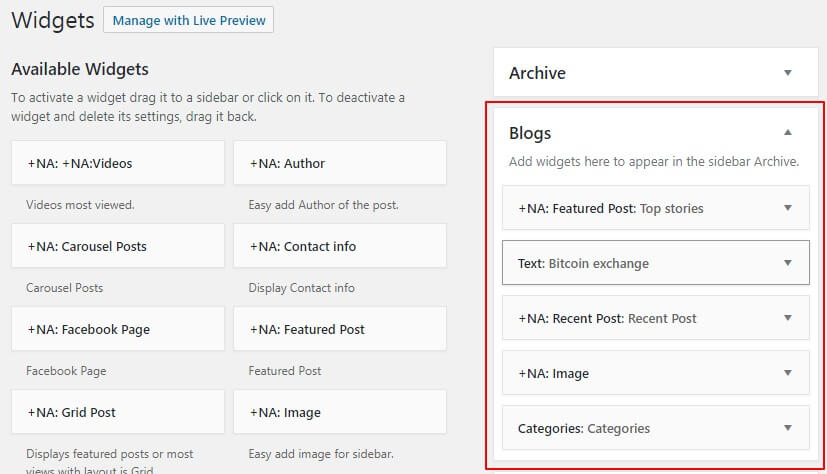 Widgets
Manage with Live Preview
Available Widgets
To activate a widget drag it to a sidebar or click on it. To deactivate a
widget and delete its settings, drag it back.
+NA: +NA:Videos
+NA: Author
Videos most viewed.
Easy add Author of the post.
+NA: Carousel Posts
+NA: Contact info
Carousel Posts
Display Contact info
+NA: Facebook Page
+NA: Featured Post
Facebook Page
Featured Post
+NA: Grid Post
+NA: Image
Displays featured posts or most
views with layout is Grid
Easy add image for sidebar.
Archive
Blogs
Add widgets here to appear in the sidebar Archive.
+NA: Featured Post: Top stories
Text: Bitcoin exchange
+NA: Recent Post: Recent Post
+NA: Image
Categories: Categories